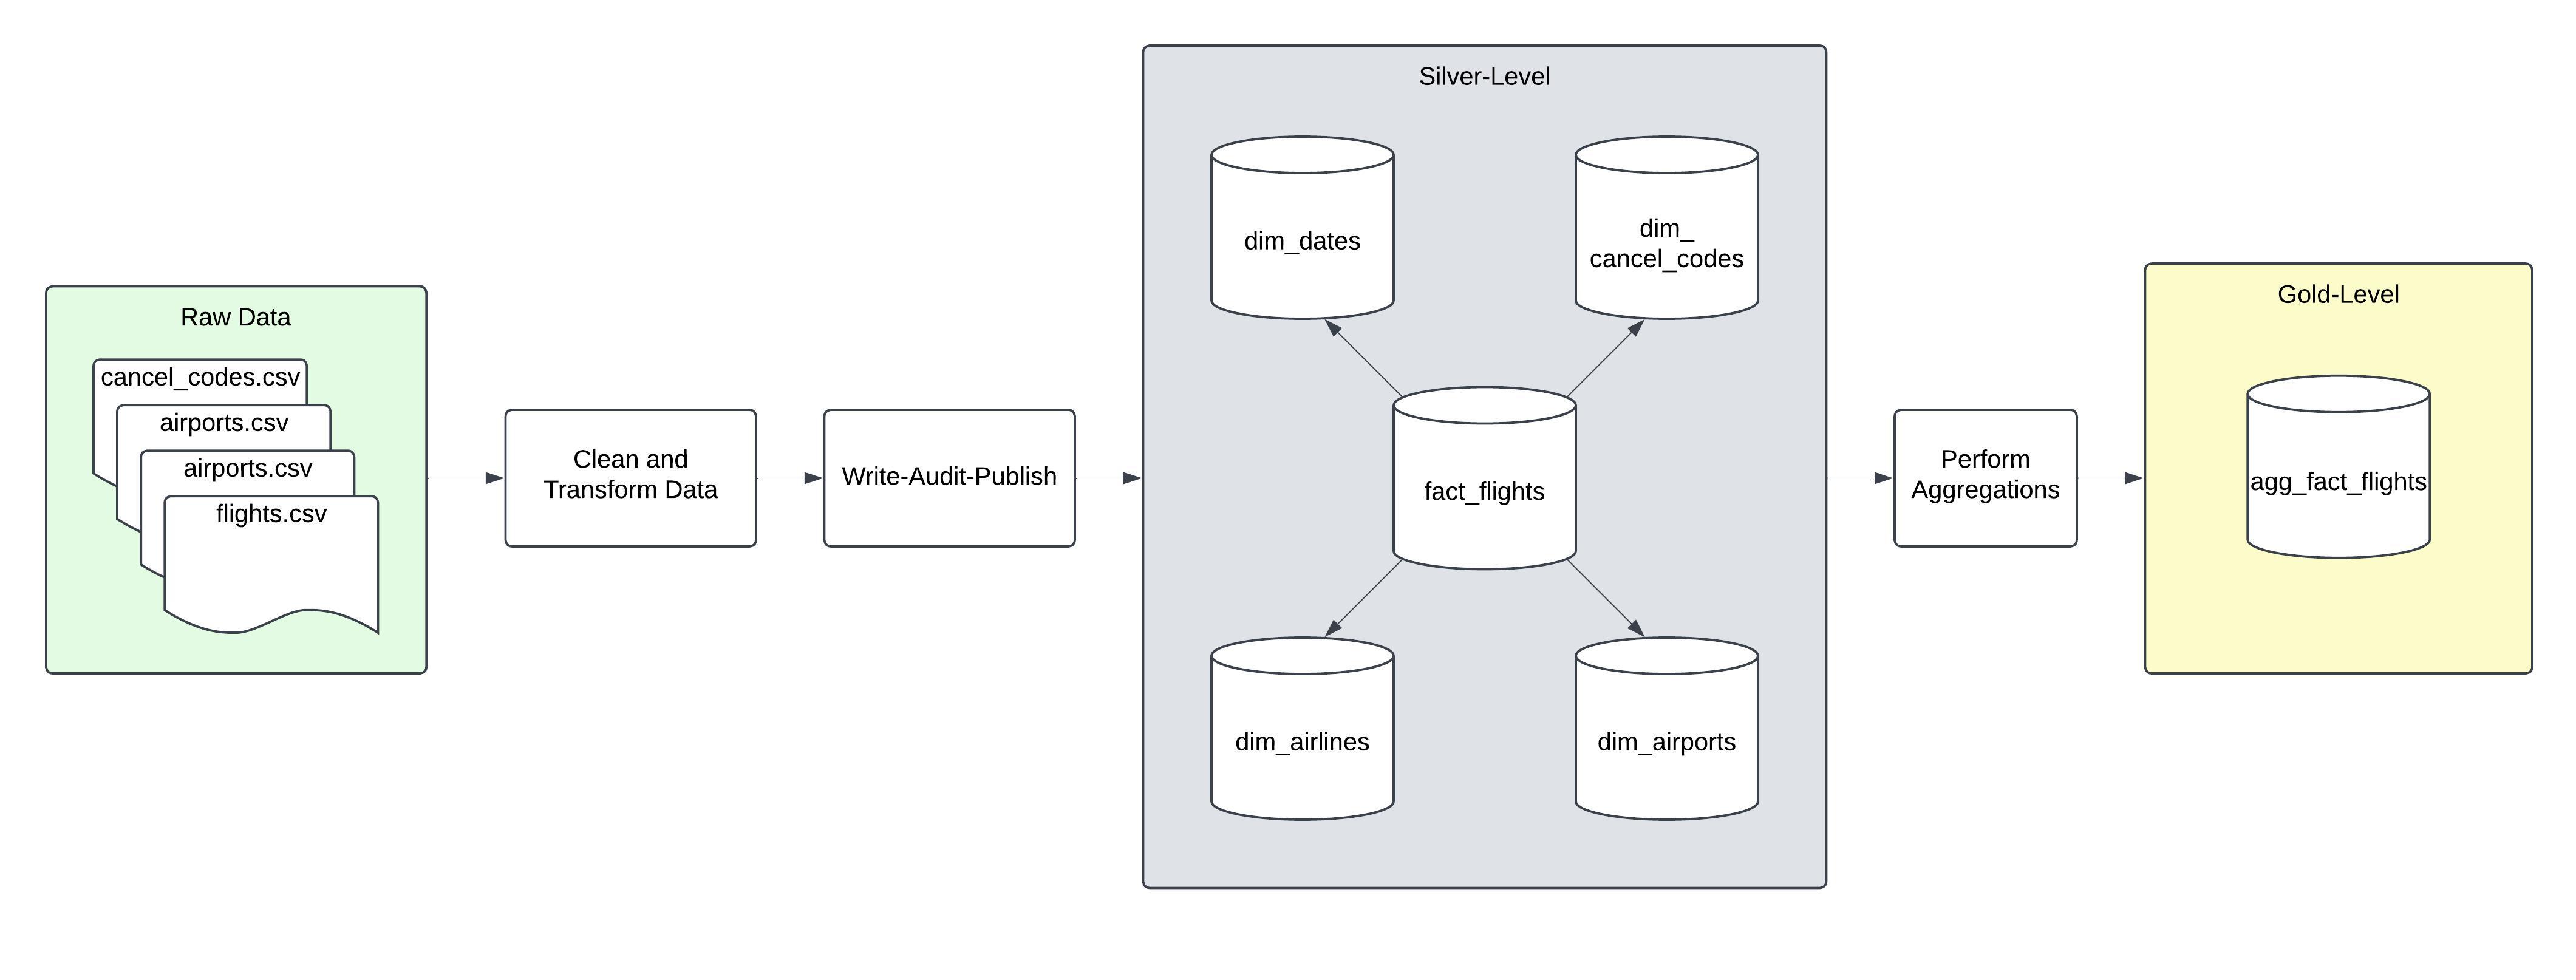 Raw Data
cancel_codes.csv
airports.csv
airports.csv
flights.csv
Clean and
Transform Data
Write-Audit-Publish
Silver-Level
dim_dates
dim_
cancel_codes
fact_flights
dim_airlines
dim_airports
Perform
Aggregations
Gold-Level
agg_fact_flights